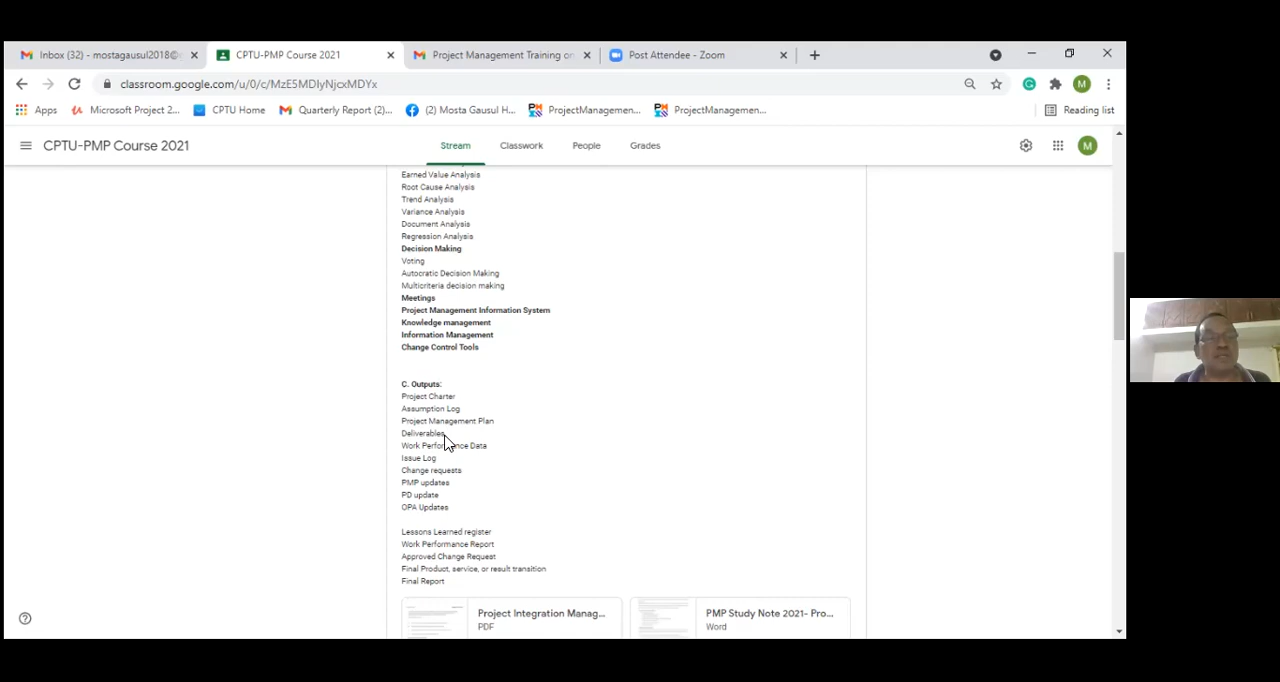 Inbox (32) - mostagausul2018@
CPTU-PMP Course 2021
Project Management Training on
Post Attendee - Zoom
classroom.google.com/u/0/c/MzE5MDIyNjcxMDYx
Apps
Microsoft Project 2...
CPTU Home
Quarterly Report (2)...
(2) Mosta Gausul H...
ProjectManagemen...
ProjectManagemen...
Reading list
CPTU-PMP Course 2021
Stream
Classwork
People
Grades
M
Earned Value Analysis
Root Cause Analysis
Trend Analysis
Variance Analysis
Document Analysis
Regression Analysis
Decision Making
Voting
Autocratic Decision Making
Multicriteria decision making
Meetings
Project Management Information System
Knowledge management
Information Management
Change Control Tools
C. Outputs:
Project Charter
Assumption Log
Project Management Plan
Deliverables
Work Performance Data
Issue Log
Change requests
PMP updates
PD update
OPA Updates
Lessons Learned register
Work Performance Report
Approved Change Request
Final Product, service, or result transition
Final Report
Project Integration Manag...
PDF
PMP Study Note 2021- Pro...
Word